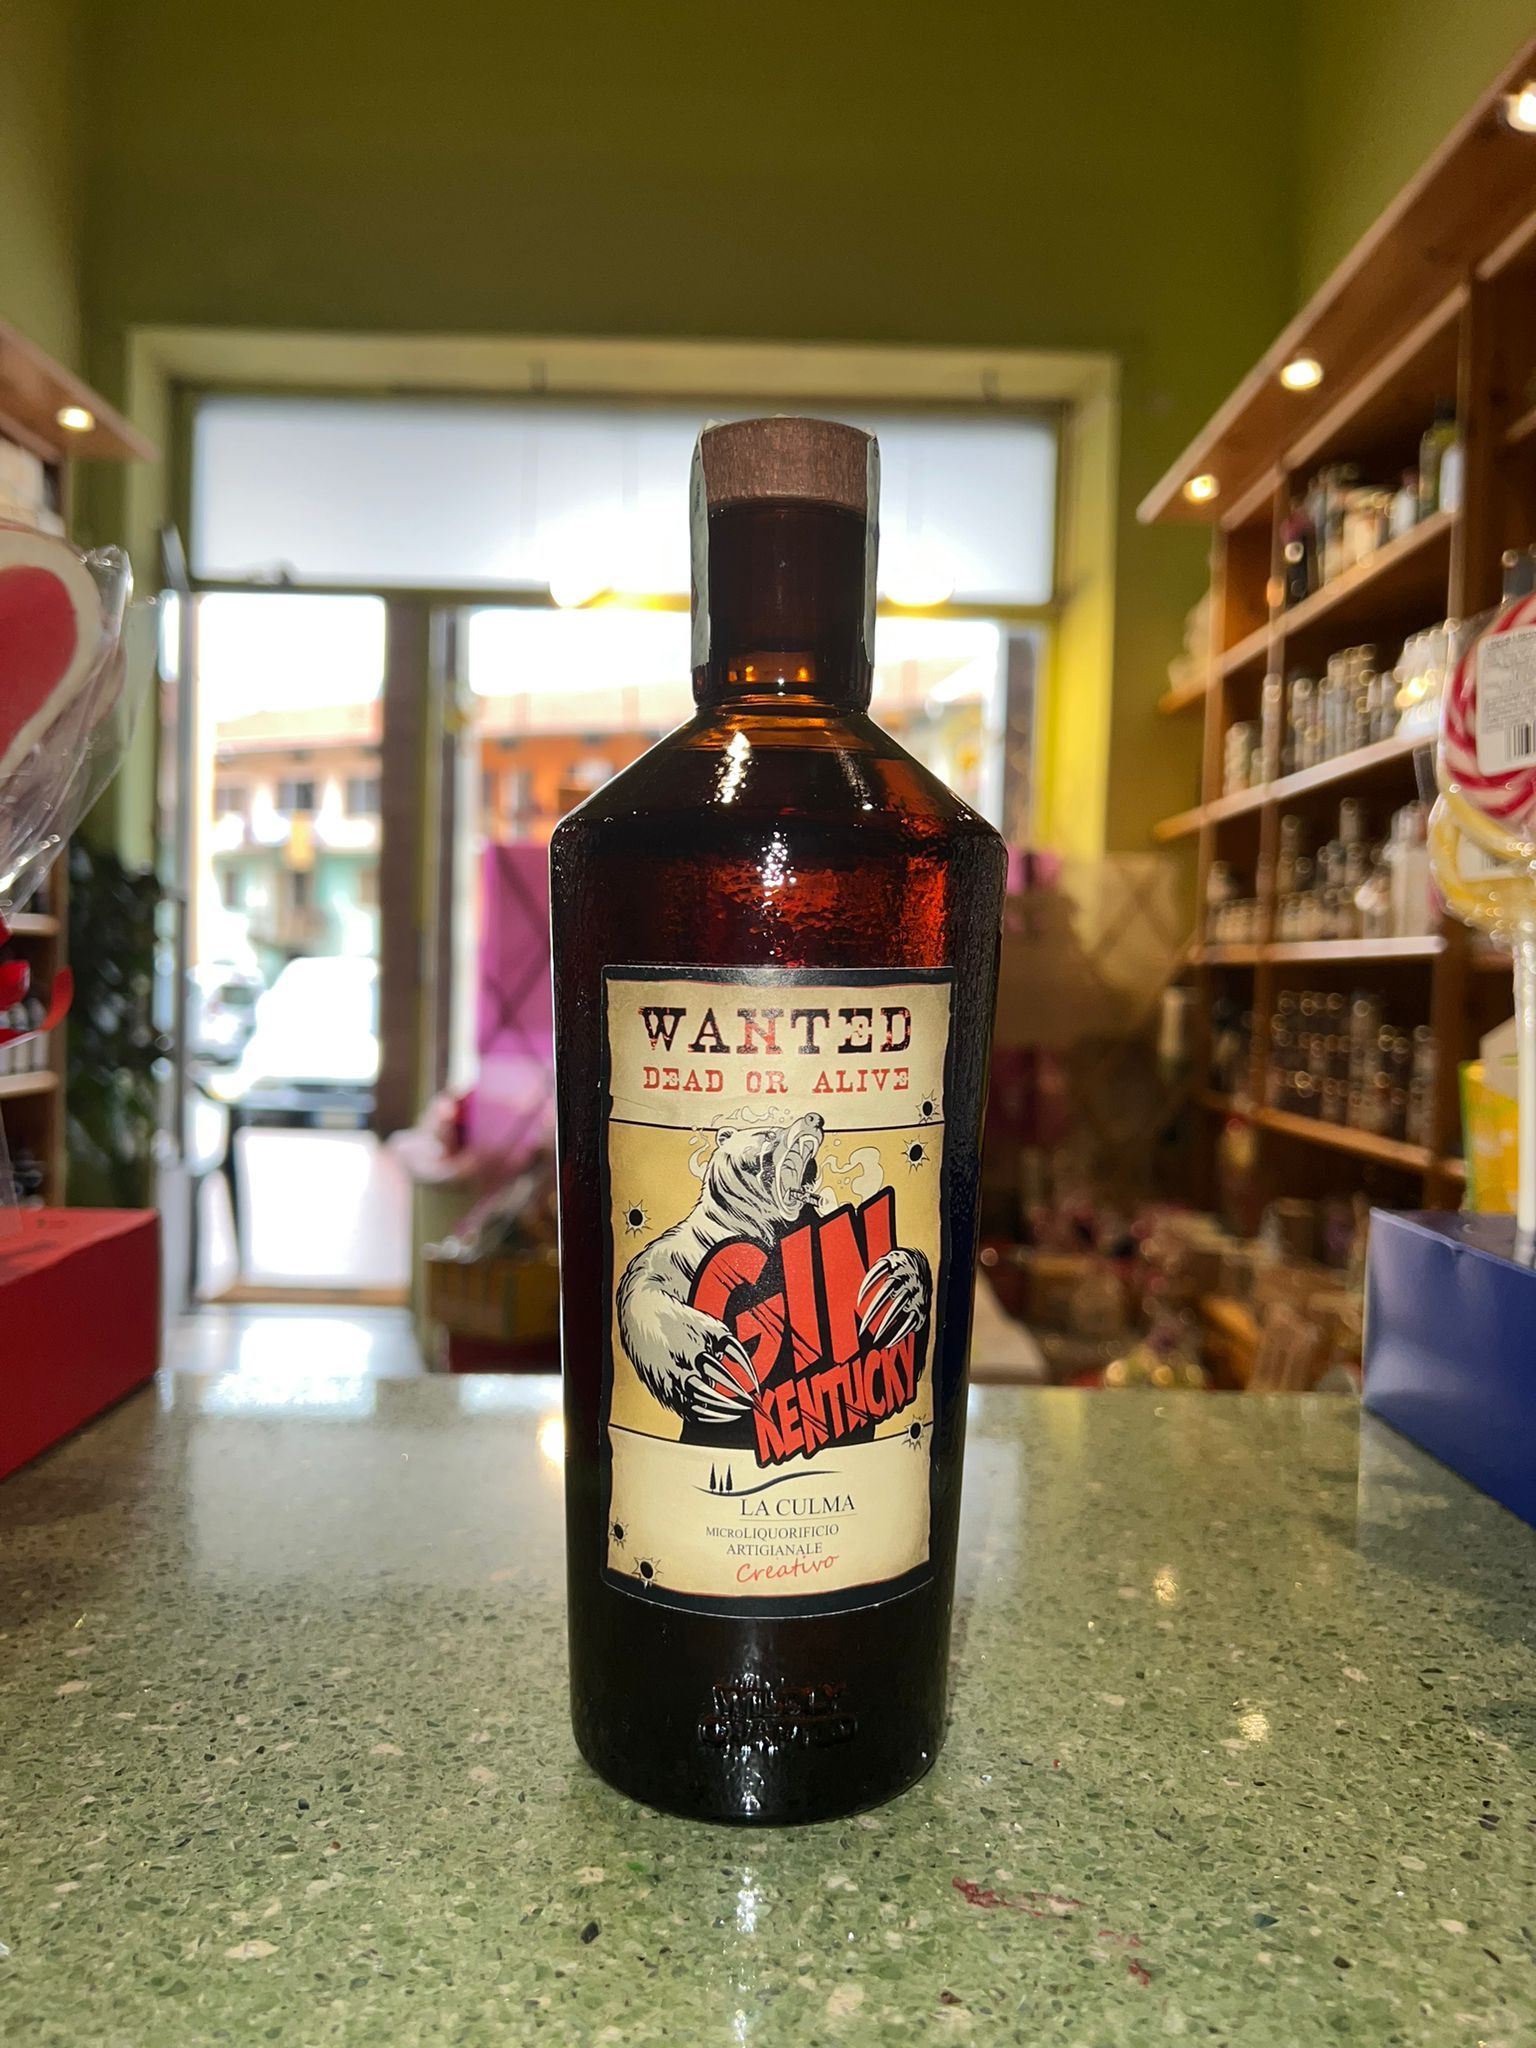 WANTED
DEAD OR ALIVE
GIN
KENTUCKY
LA CULMA
MICROLIQUORIFICIO
ARTIGIANALE
Creativo